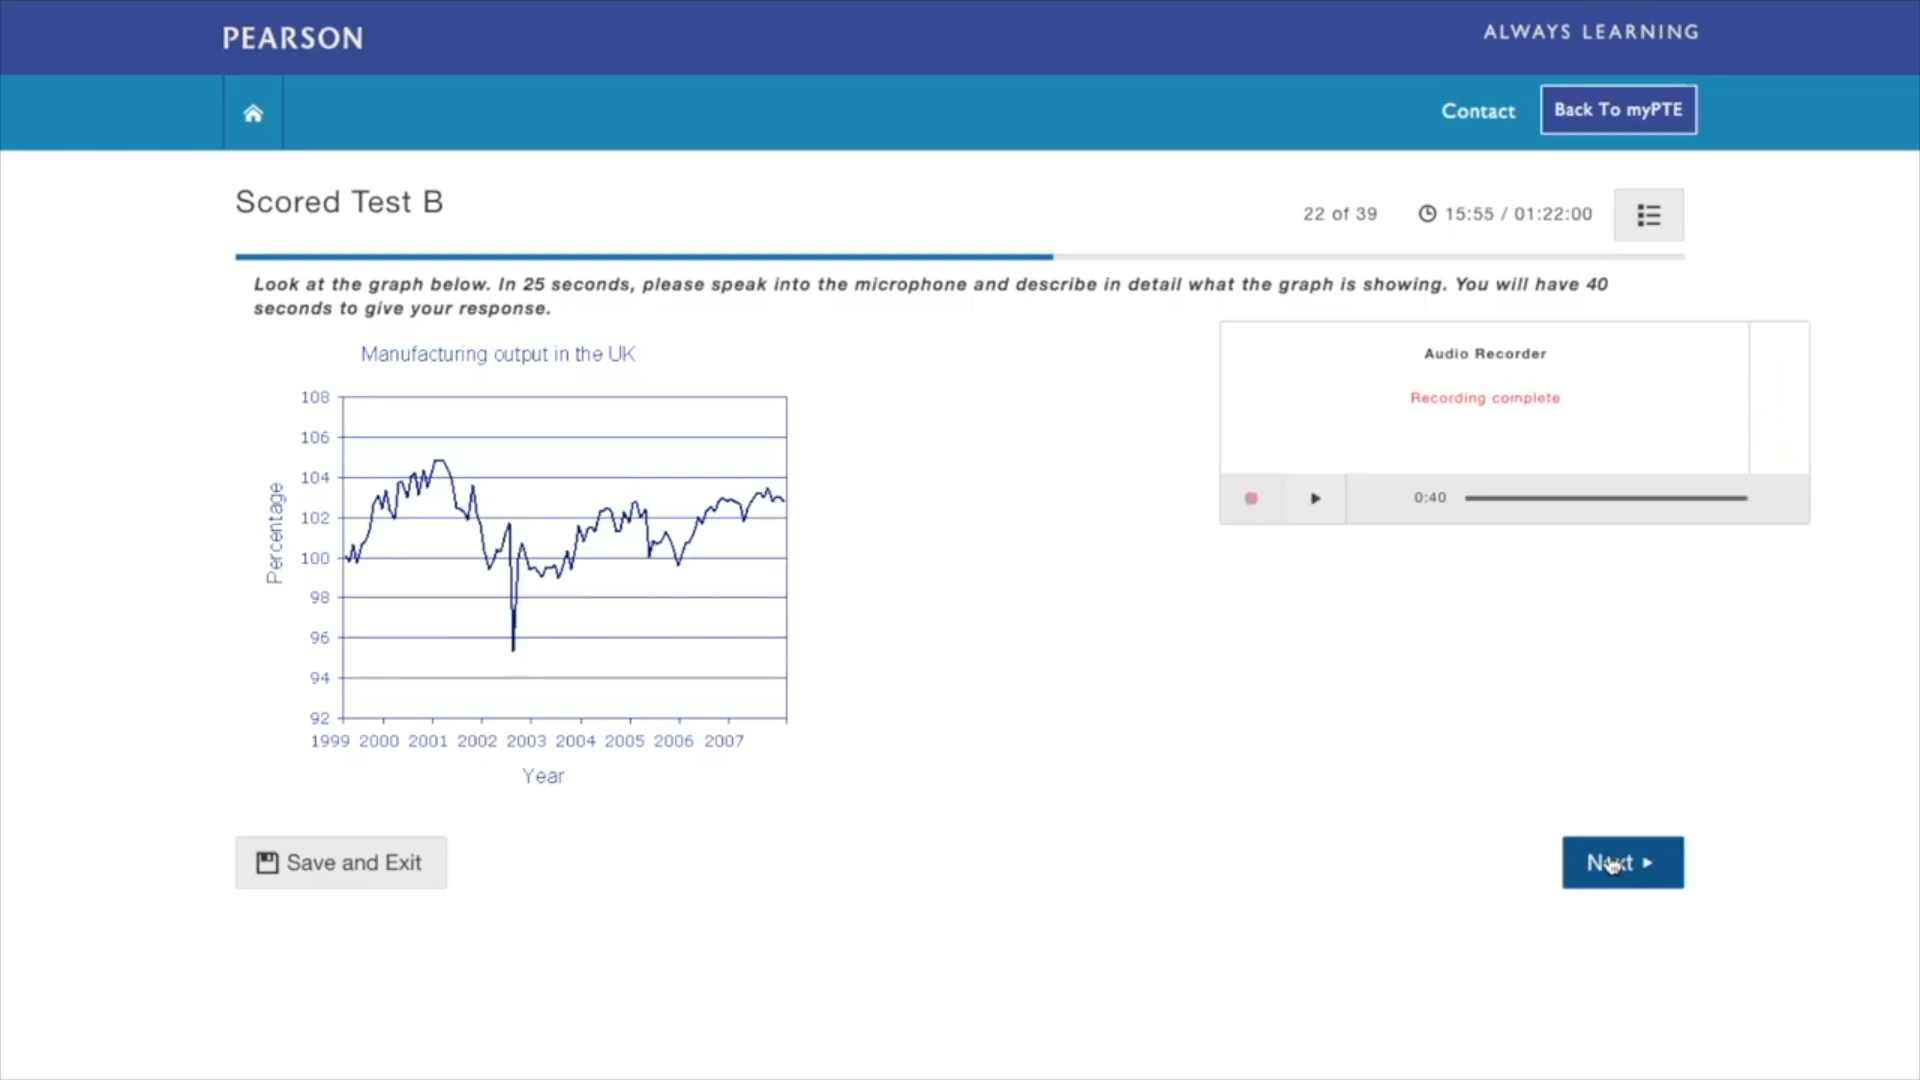 PEARSON
ALWAYS LEARNING
Contact
Back To myPTE
Scored Test B
22 of 39
15:55 / 01:22:00
Look at the graph below. In 25 seconds, please speak into the microphone and describe in detail what the graph is showing. You will have 40
seconds to give your response.
Manufacturing output in the UK
108
106
104
102
100
98
96
94
92
Percentage
1999 2000 2001 2002 2003 2004 2005 2006 2007
Year
Audio Recorder
Recording complete
0:40
Save and Exit
Next